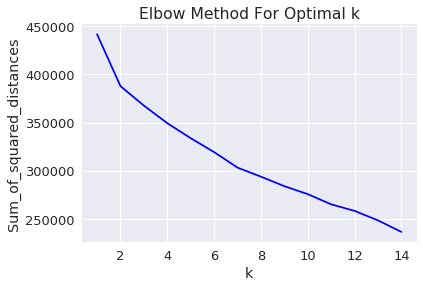 Elbow Method For Optimal k
Sum_of_squared_distances
450000
400000
350000
300000
250000
2 4 6 8 10 12 14
k